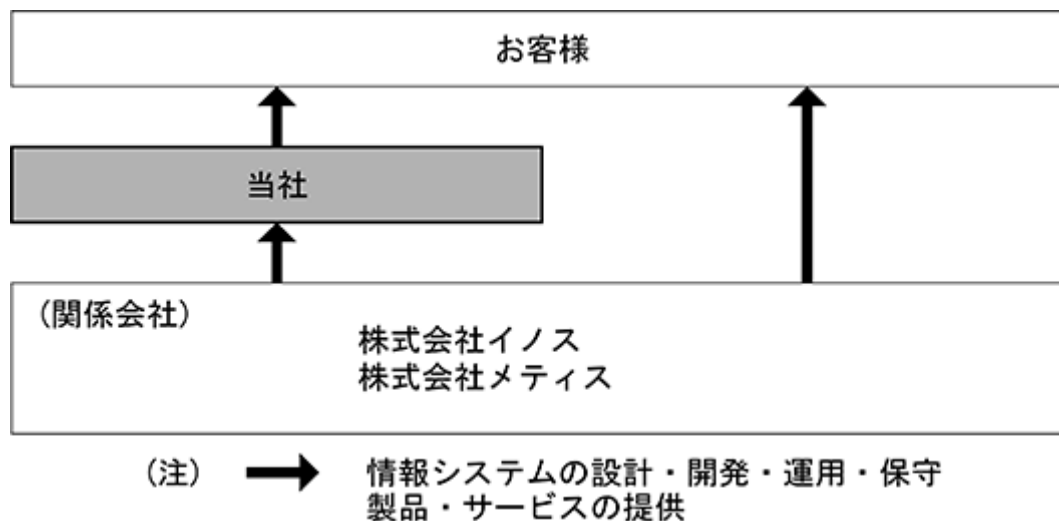 お客様
当社
(関係会社)
株式会社イノス
株式会社メティス
(注) 情報システムの設計・開発・運用・保守
製品・サービスの提供